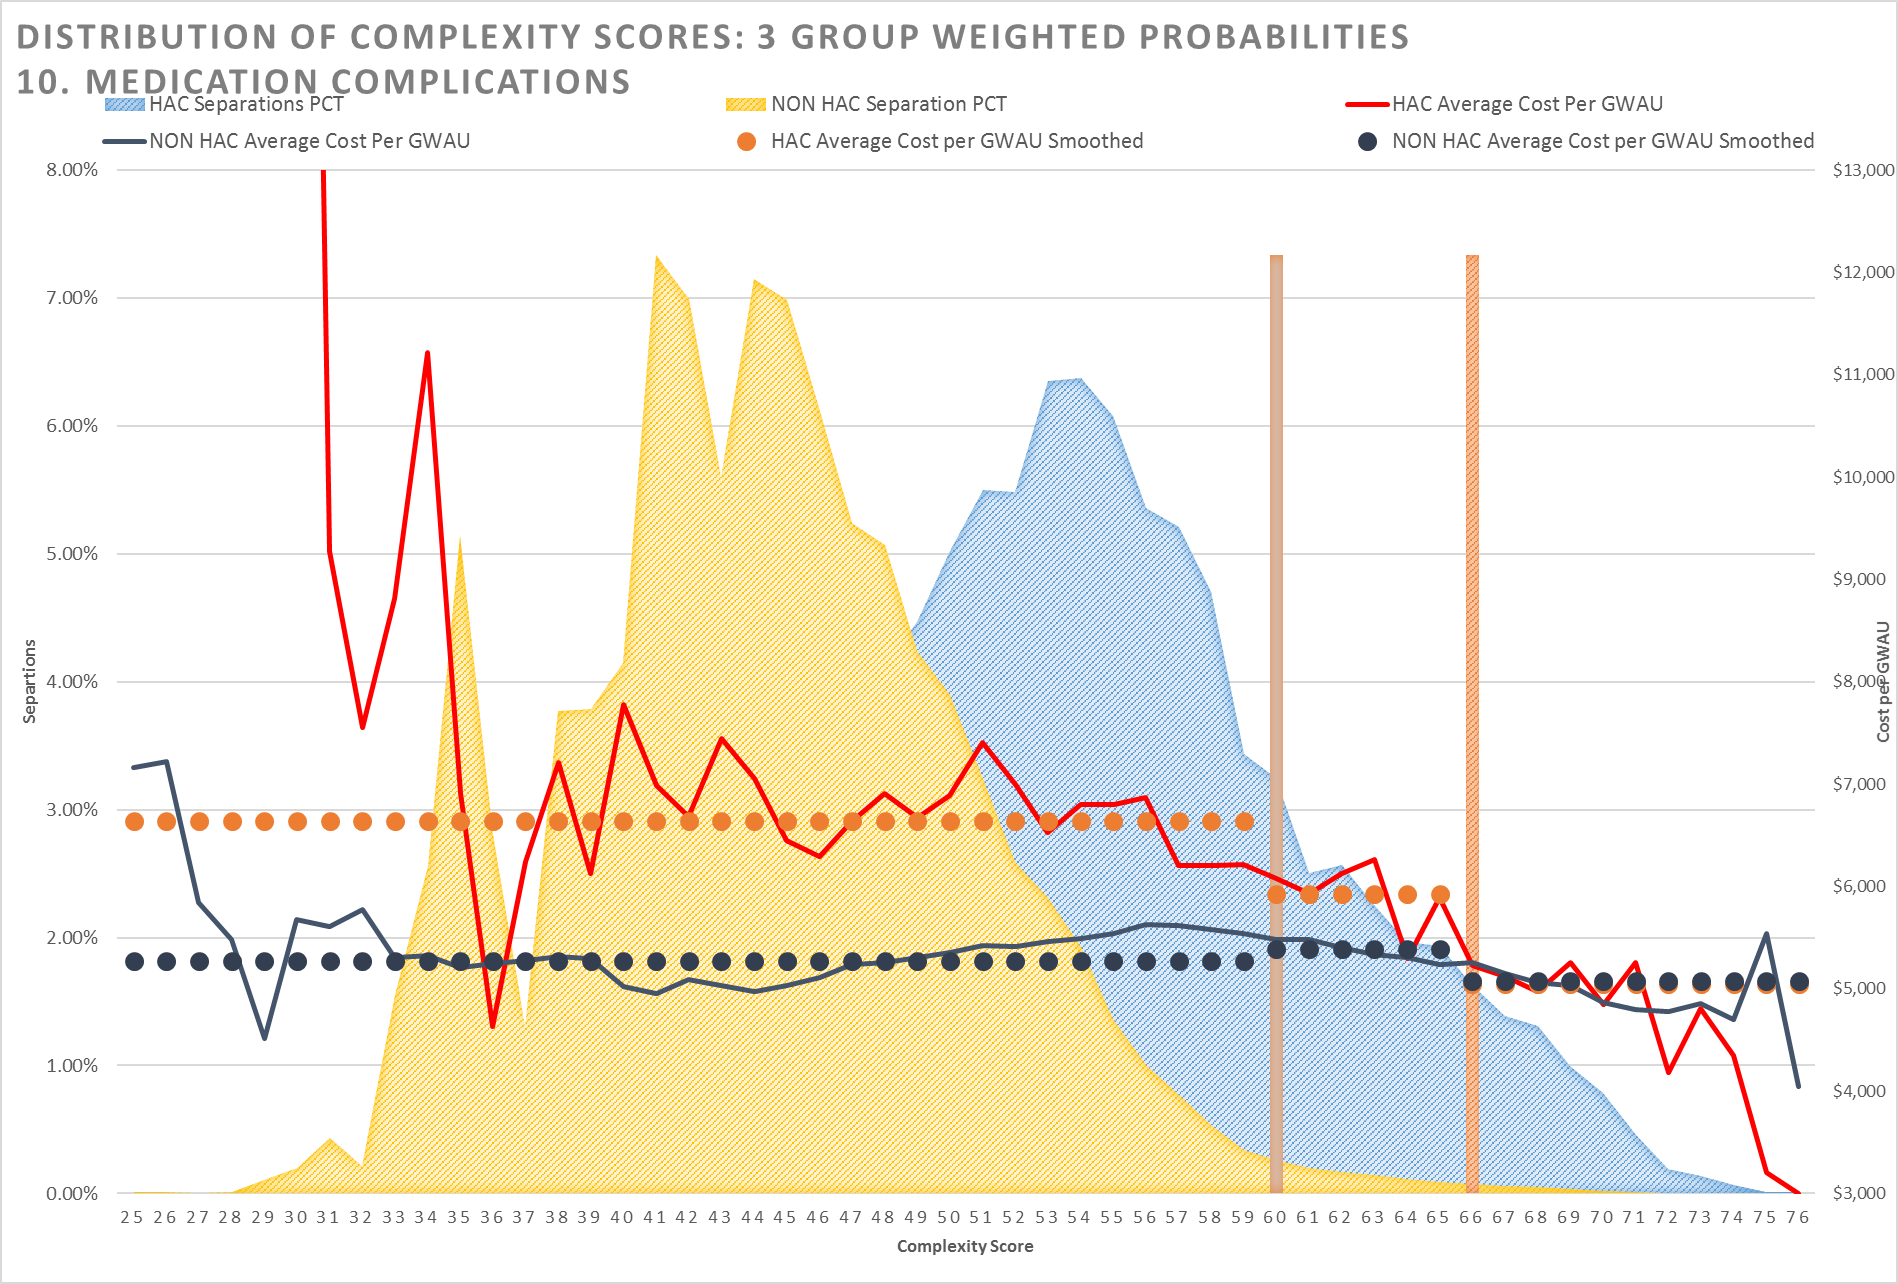 DISTRIBUTION OF COMPLEXITY SCORES: 3 GROUP WEIGHTED PROBABILITIES
10. MEDICATION COMPLICATIONS
HAC Separations PCT
NON HAC Separation PCT
HAC Average Cost Per GWAU
NON HAC Average Cost Per GWAU
HAC Average Cost per GWAU Smoothed
NON HAC Average Cost per GWAU Smoothed
8.00%
7.00%
6.00%
5.00%
4.00%
3.00%
2.00%
1.00%
0.00%
Separtions
$13,000
$12,000
$11,000
$10,000
$9,000
$8,000
$7,000
$6,000
$5,000
$4,000
$3,000
Cost per GWAU
25 26 27 28 29 30 31 32 33 34 35 36 37 38 39 40 41 42 43 44 45 46 47 48 49 50 51 52 53 54 55 56 57 58 59 60 61 62 63 64 65 66 67 68 69 70 71 72 73 74 75 76
Complexity Score